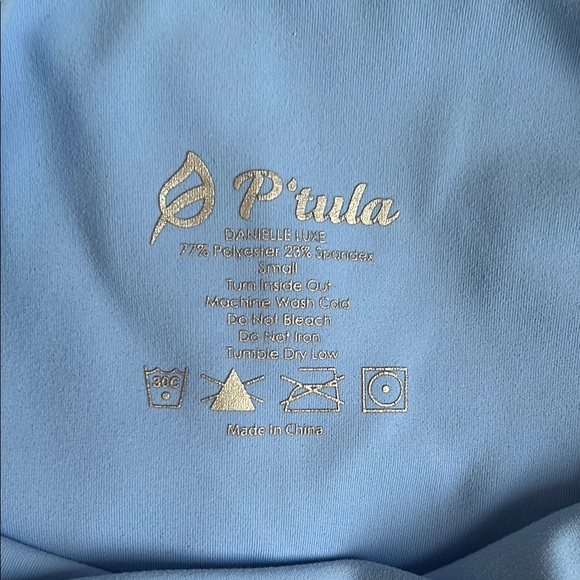 P'tula
DANIELLE LUXE
77% Polyester 23% Spandex
Small
Turn Inside Out
Machine Wash Cold
Do Not Bleach
Do Not Iron
Tumble Dry Low
30C
Made in China